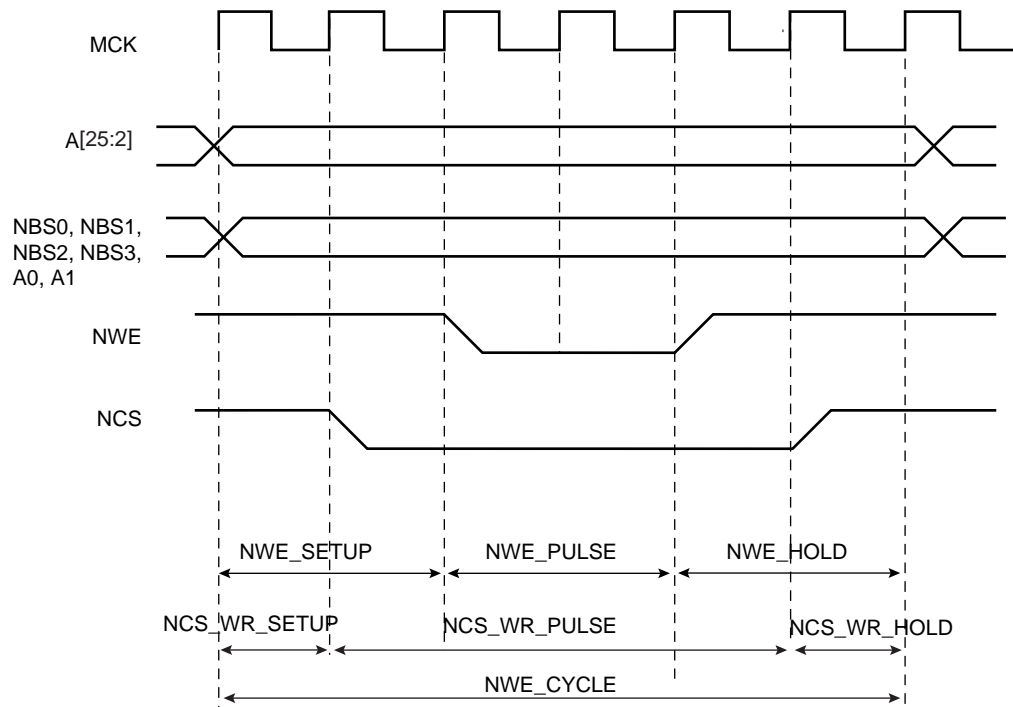 MCK
A[25:2]
NBS0, NBS1,
NBS2, NBS3,
A0, A1
NWE
NCS
NWE_SETUP
NWE_PULSE
NWE_HOLD
NCS_WR_SETUP
NCS_WR_PULSE
NCS_WR_HOLD
NWE_CYCLE